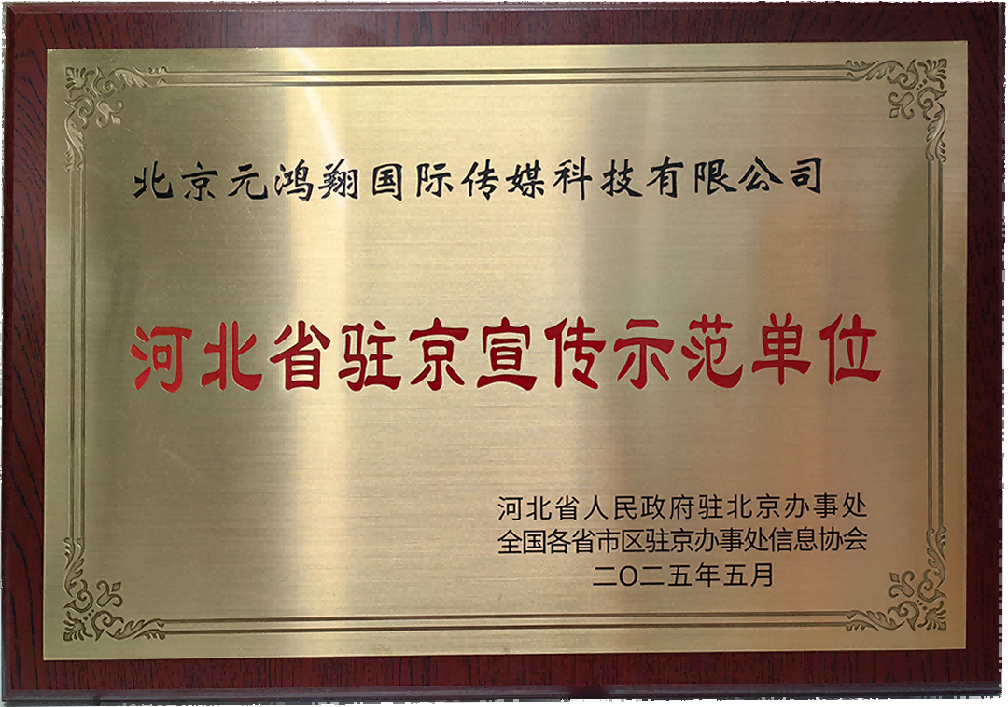 北京元鸿翔国际传媒科技有限公司
河北省驻京宣传示范单位
河北省人民政府驻北京办事处
全国各省市区驻京办事处信息协会
二〇二五年五月